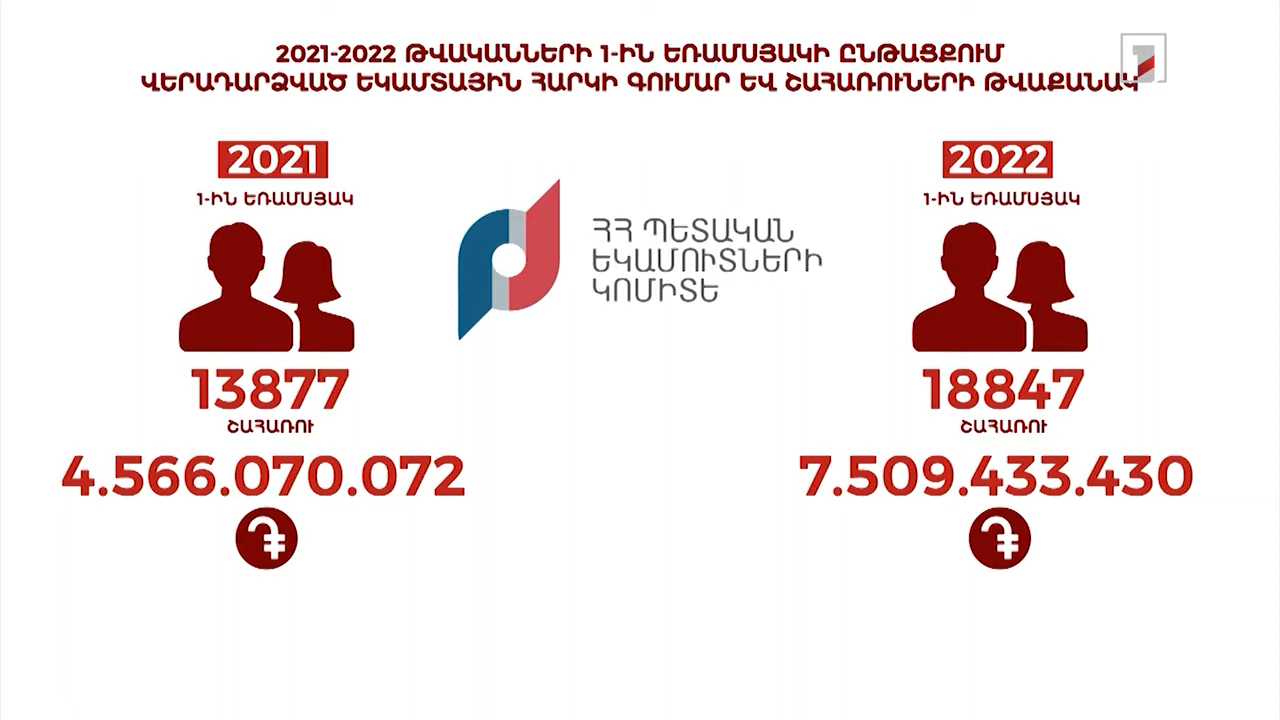 2021-2022 ԹՎԱԿԱՆՆԵՐԻ 1-ԻՆ ԵՌԱՄՍՅԱԿԻ ԸՆԹԱՑՔՈՒՄ
ՎԵՐԱԴԱՐՁՎԱԾ ԵԿԱՄՏԱՅԻՆ ՀԱՐԿԻ ԳՈՒՄԱՐ ԵՎ ՇԱՀԱՌՈՒՆԵՐԻ ԹՎԱՔԱՆԱԿ
1
2021
1-ԻՆ ԵՌԱՄՍՅԱԿ
13877
ՇԱՀԱՌՈՒ
4.566.070.072
֏
ՀՀ ՊԵՏԱԿԱՆ
ԵԿԱՄՈՒՏՆԵՐԻ
ԿՈՄԻՏԵ
2022
1-ԻՆ ԵՌԱՄՍՅԱԿ
18847
ՇԱՀԱՌՈՒ
7.509.433.430
֏